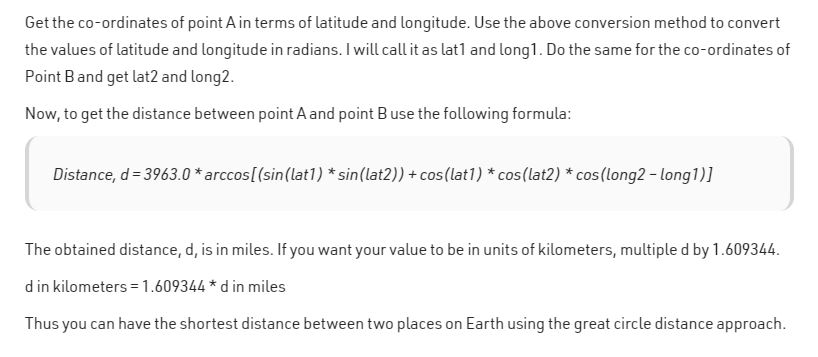 Get the co-ordinates of point A in terms of latitude and longitude. Use the above conversion method to convert
the values of latitude and longitude in radians. I will call it as lat1 and long1. Do the same for the co-ordinates of
Point B and get lat2 and long2.
Now, to get the distance between point A and point B use the following formula:
Distance, d = 3963.0 * arccos[(sin(lat1) * sin(lat2)) + cos(lat1) * cos(lat2) * cos(long2 – long1)]
The obtained distance, d, is in miles. If you want your value to be in units of kilometers, multiple d by 1.609344.
d in kilometers = 1.609344 * d in miles
Thus you can have the shortest distance between two places on Earth using the great circle distance approach.